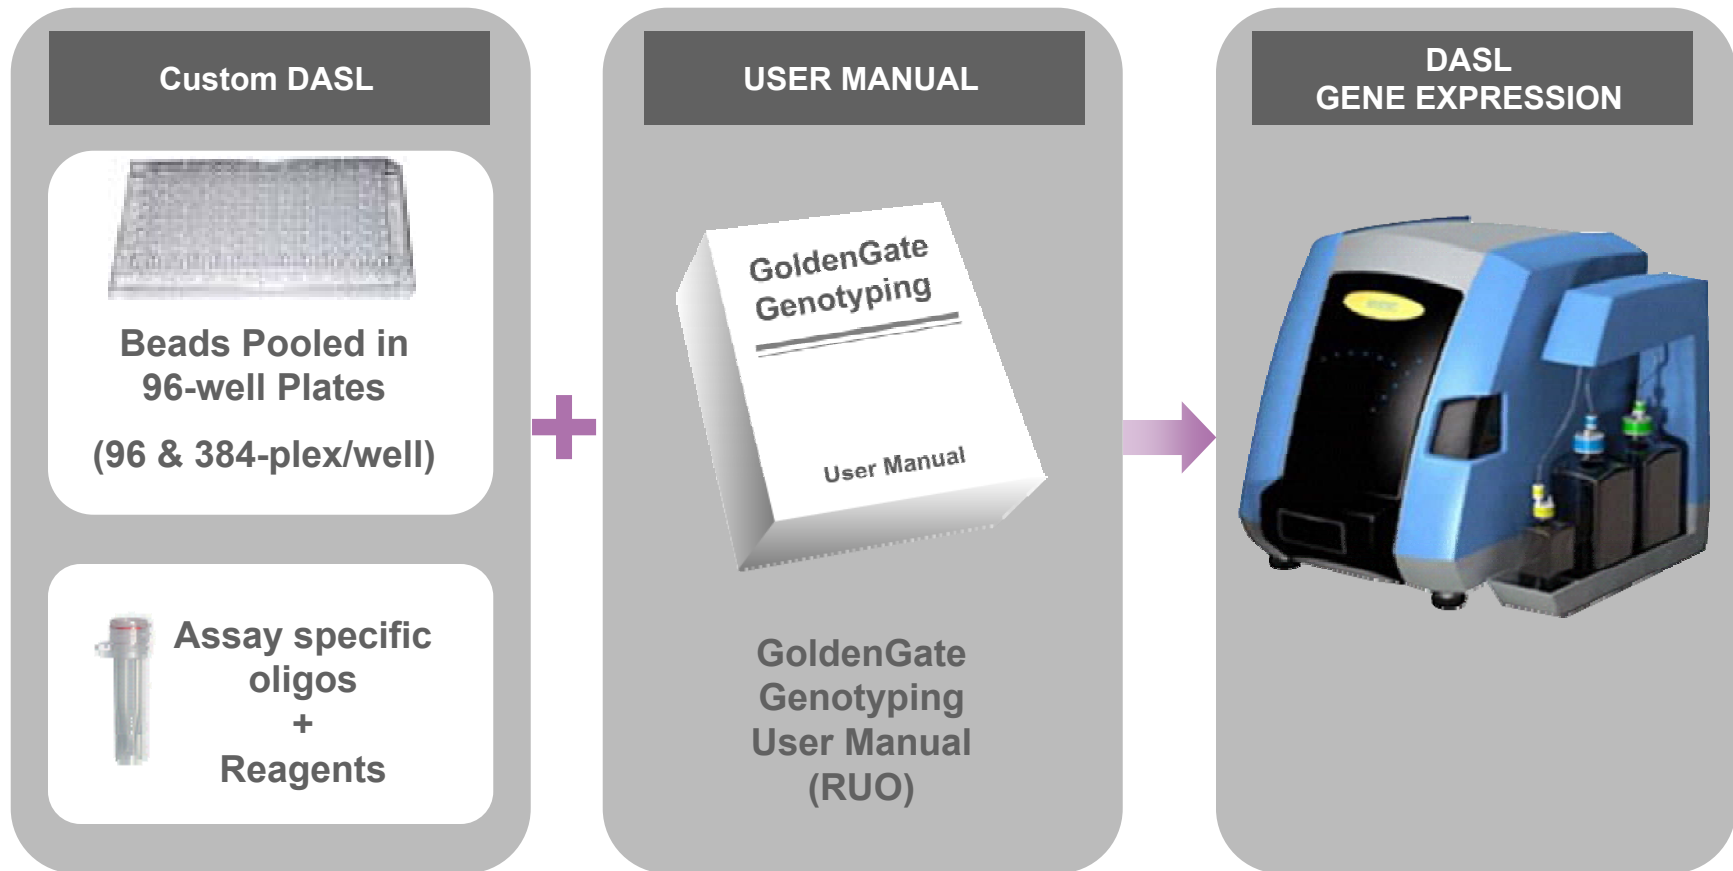 Custom DASL
Beads Pooled in
96-well Plates
(96 & 384-plex/well)
Assay specific
oligos
+
Reagents
USER MANUAL
GoldenGate
Genotyping
User Manual
GoldenGate
Genotyping
User Manual
(RUO)
DASL
GENE EXPRESSION